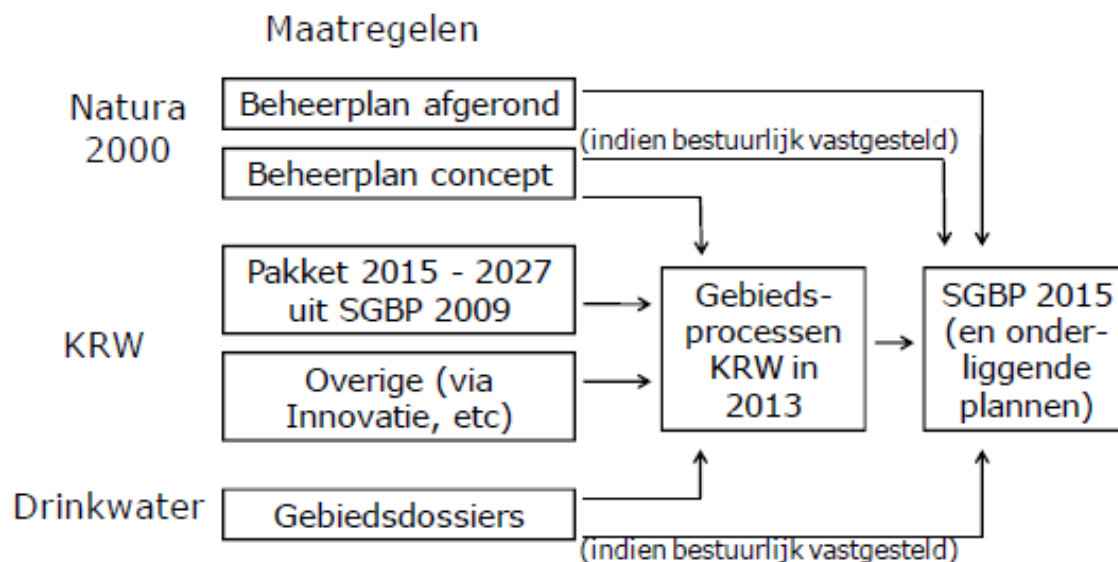 Maatregelen
Natura
2000
Beheerplan afgrond
(indien bestuurlijk vastgesteld)
Beheerplan concept
KRW
Pakket 2015 - 2027
uit SGBP 2009
Overige (via
Innovatie, etc)
Gebieds-
processen
KRW in
2013
SGBP 2015
(en onder-
liggende
plannen)
Drinkwater
Gebiedsdossiers
(indien bestuurlijk vastgesteld)